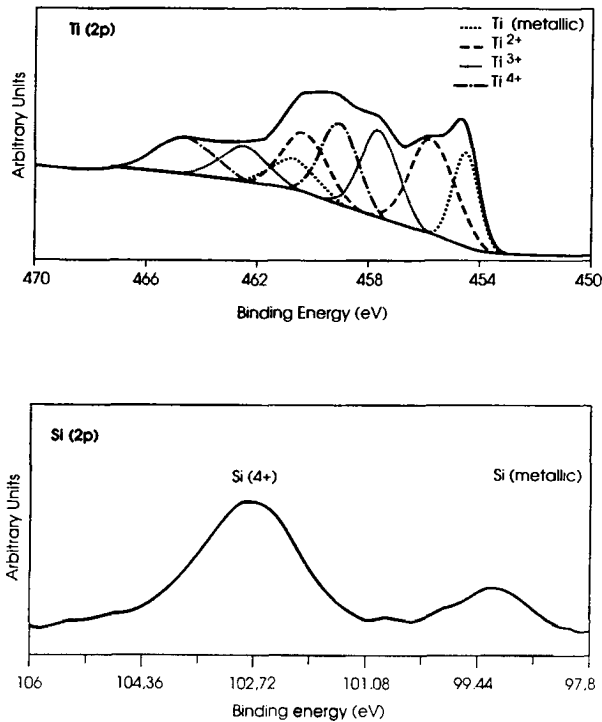 Ti (2p)
Ti (metallic)
Ti 2+
Ti 3+
Ti 4+
Arbitrary Units
470 466 462 458 454 450
Binding Energy (eV)
Si (2p)
Si (4+)
Si (metallic)
Arbitrary Units
106 104.36 102.72 101.08 99.44 97.8
Binding energy (eV)